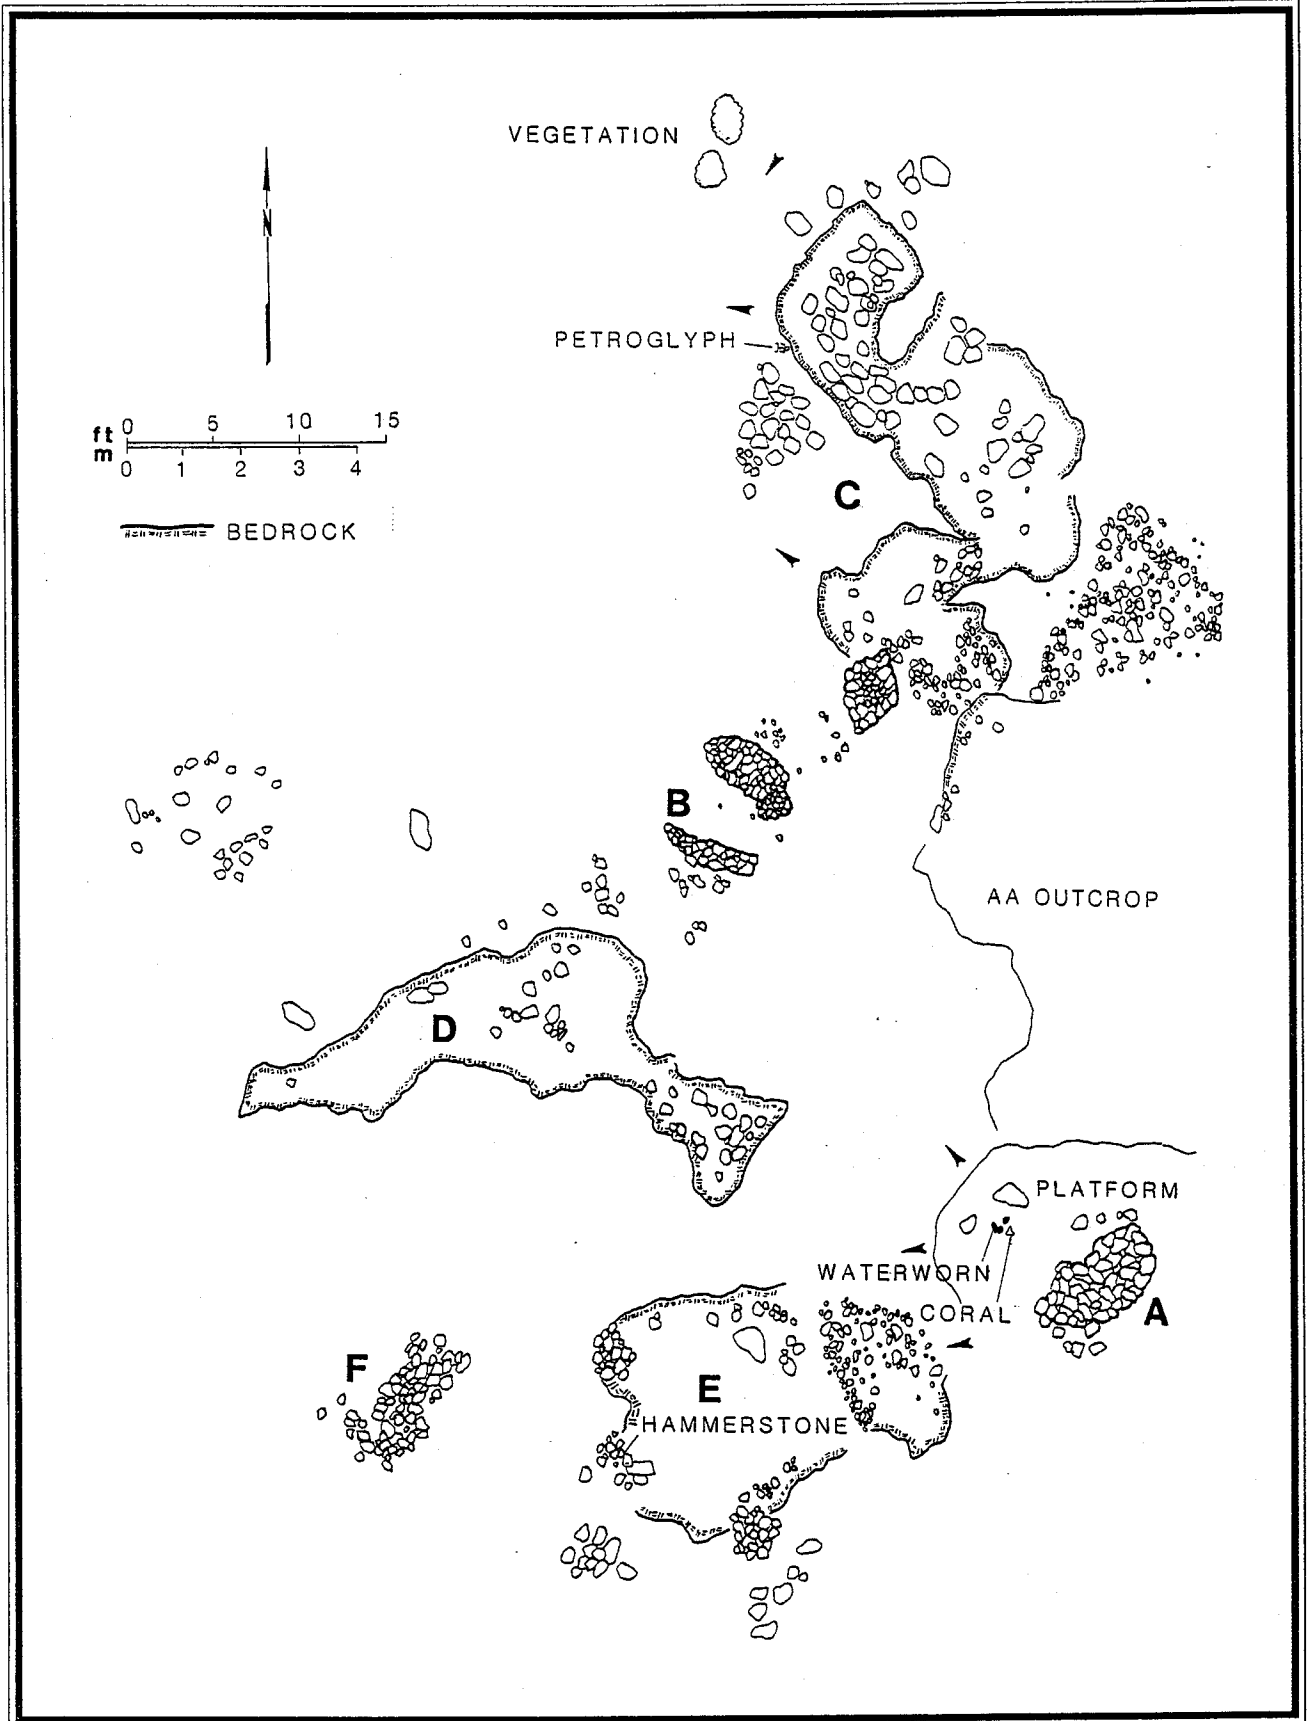 VEGETATION
N
PETROGLYPH
ft 0 5 10 15
m 0 1 2 3 4
BEDROCK
C
B
AA OUTCROP
D
PLATFORM
WATERWORN
CORAL
A
F
E
HAMMERSTONE